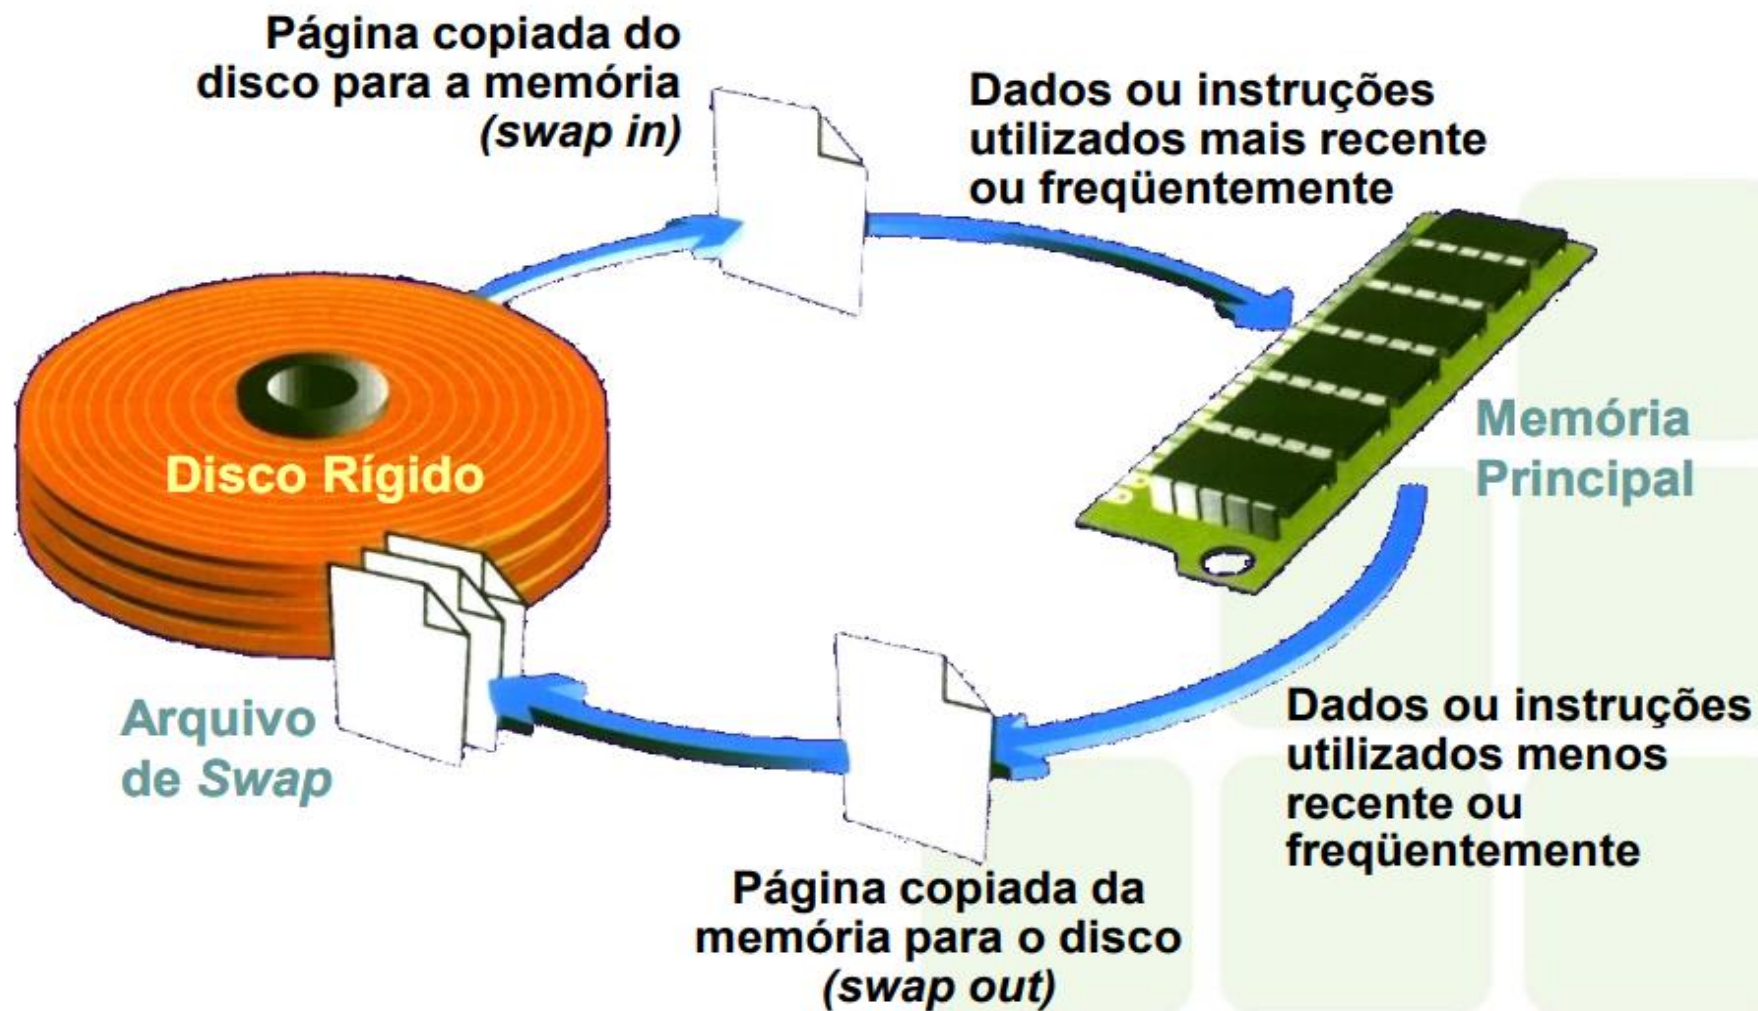 Página copiada do
disco para a memória
(swap in)
Dados ou instruções
utilizados mais recente
ou freqüentemente
Disco Rígido
Memória
Principal
Arquivo
de Swap
Dados ou instruções
utilizados menos
recente ou
freqüentemente
Página copiada da
memória para o disco
(swap out)